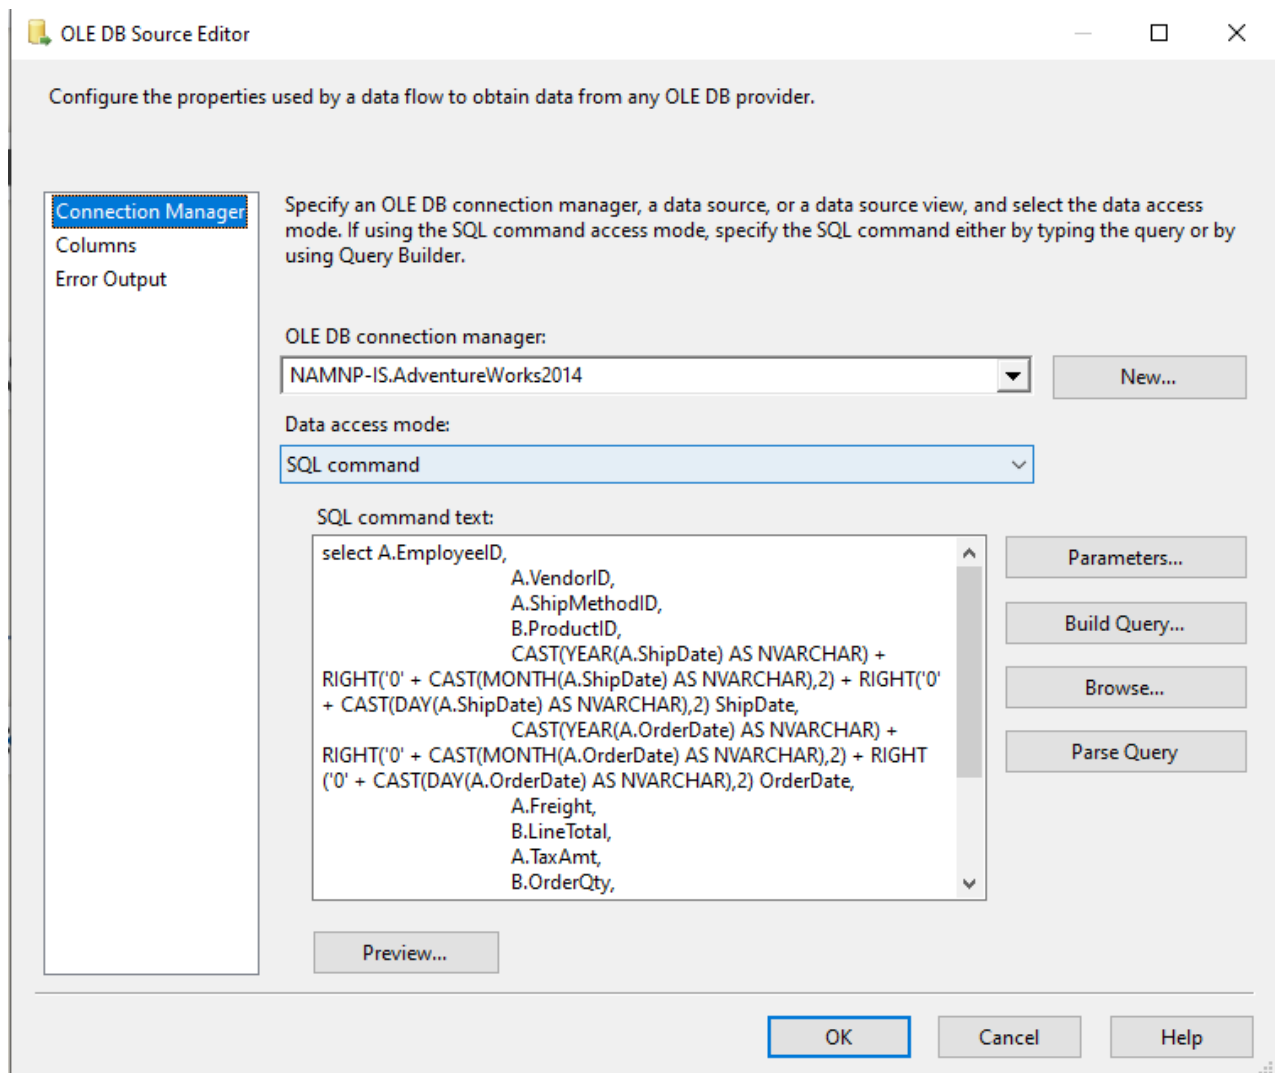 OLE DB Source Editor
Configure the properties used by a data flow to obtain data from any OLE DB provider.
Connection Manager
Columns
Error Output
Specify an OLE DB connection manager, a data source, or a data source view, and select the data access
mode. If using the SQL command access mode, specify the SQL command either by typing the query or by
using Query Builder.
OLE DB connection manager:
NAMNP-IS.AdventureWorks2014
New...
Data access mode:
SQL command
SQL command text:
select A.EmployeeID,
A.VendorID,
A.ShipMethodID,
B.ProductID,
CAST(YEAR(A.ShipDate) AS NVARCHAR) +
RIGHT('0' + CAST(MONTH(A.ShipDate) AS NVARCHAR),2) + RIGHT('0'
+ CAST(DAY(A.ShipDate) AS NVARCHAR),2) ShipDate,
CAST(YEAR(A.OrderDate) AS NVARCHAR) +
RIGHT('0' + CAST(MONTH(A.OrderDate) AS NVARCHAR),2) + RIGHT
('0' + CAST(DAY(A.OrderDate) AS NVARCHAR),2) OrderDate,
A.Freight,
B.LineTotal,
A.TaxAmt,
B.OrderQty,
Parameters...
Build Query...
Browse...
Parse Query
Preview...
OK
Cancel
Help